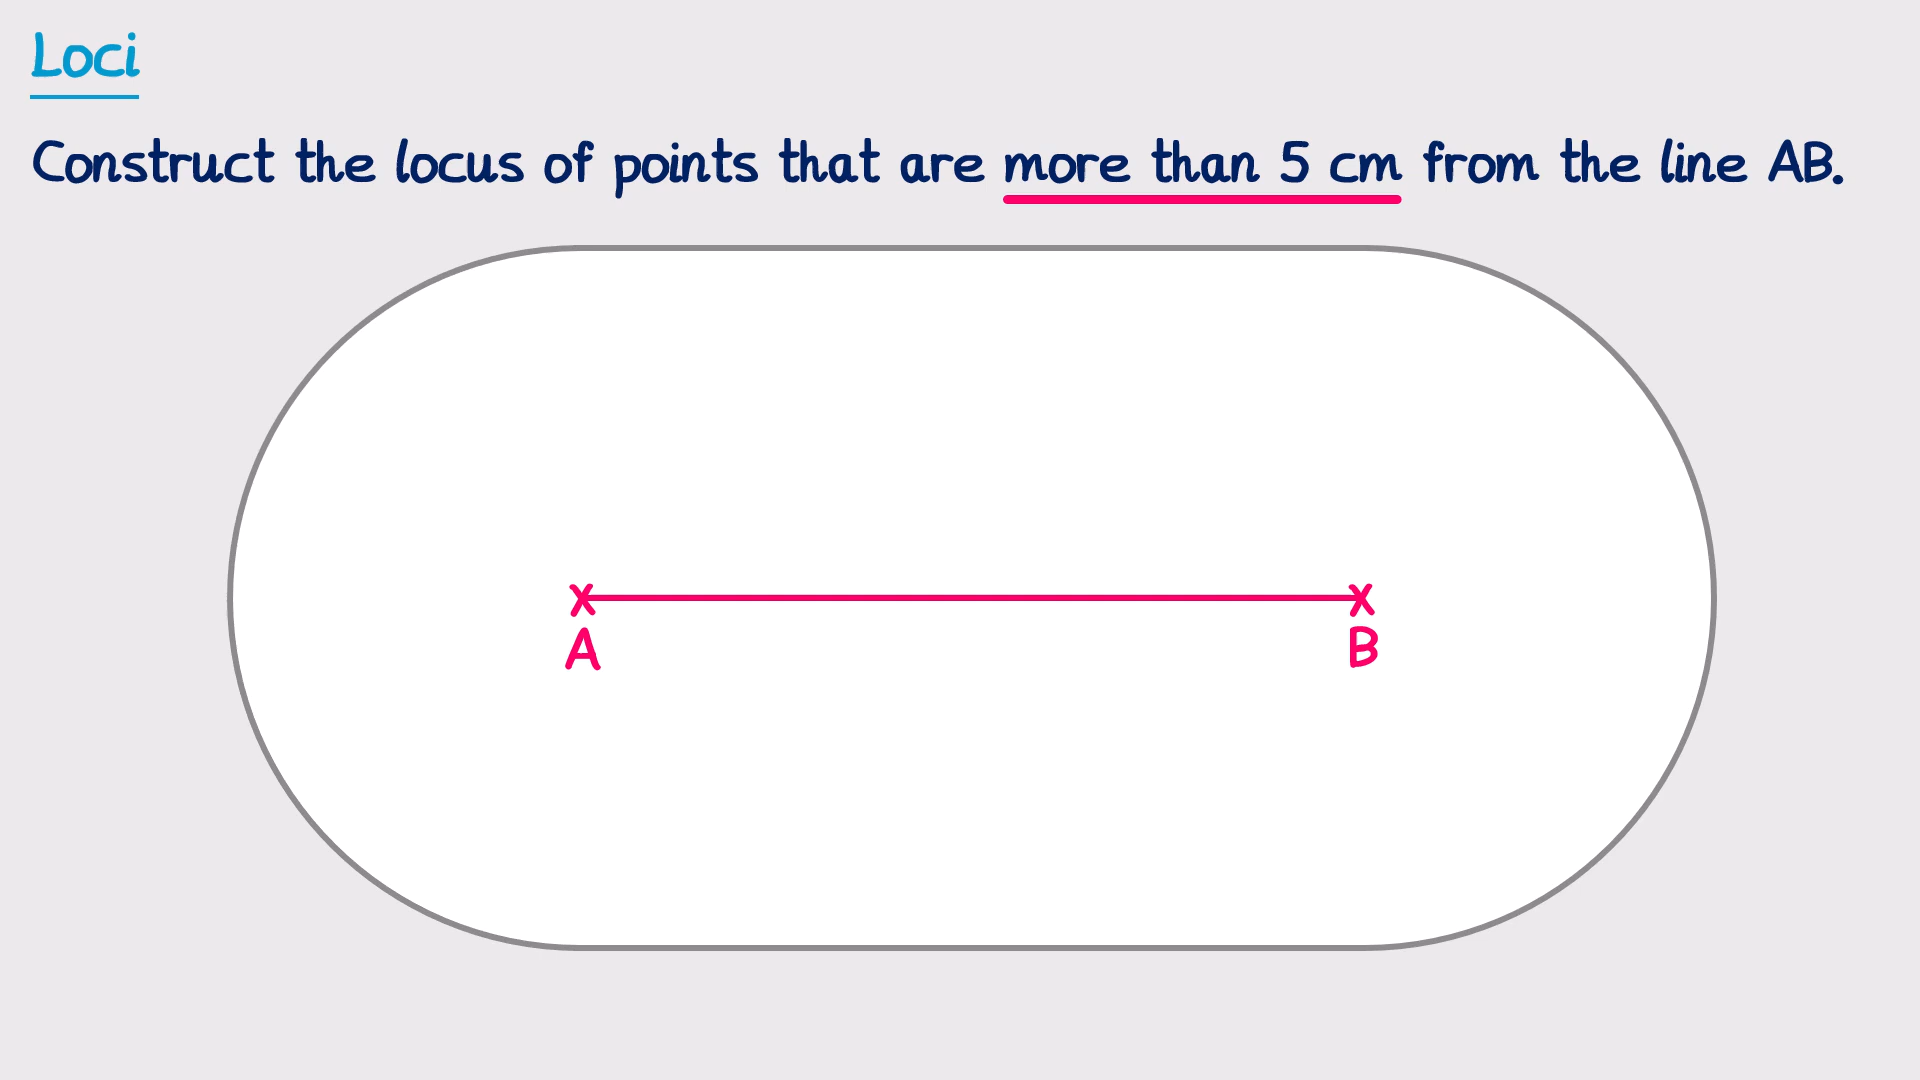 Loci
Construct the locus of points that are more than 5 cm from the line AB.
x x
A B